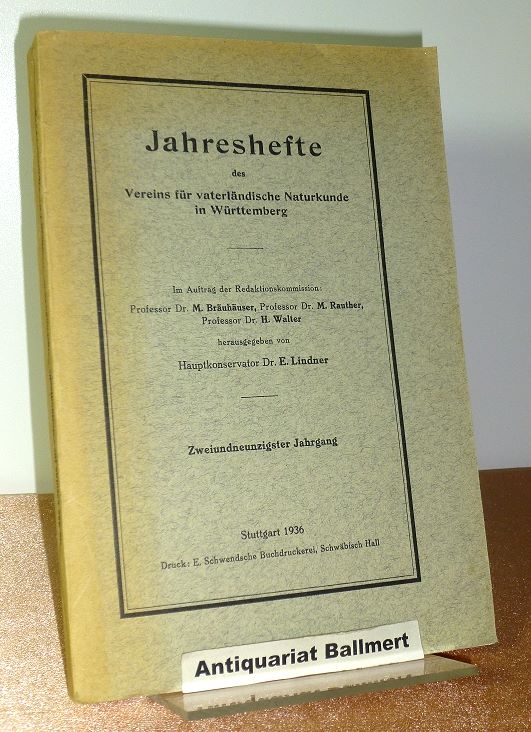 Jahreshefte
des
Vereins für vaterländische Naturkunde
in Württemberg
Im Auftrag der Redaktionskommission:
Professor Dr. M. Bräuhäuser, Professor Dr. M. Rauther,
Professor Dr. H. Walter
herausgegeben von
Hauptkonservator Dr. E. Lindner
Zweiundneunzigster Jahrgang
Stuttgart 1936
Druck: E. Schwendsche Buchdruckerei, Schwäbisch Hall
Antiquariat Ballmert